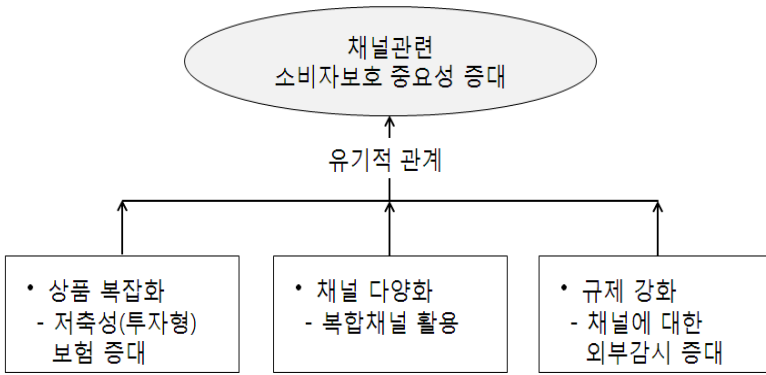 채널관련
소비자보호 중요성 증대
유기적 관계
• 상품 복잡화
- 저축성(투자형)
보험 증대
• 채널 다양화
- 복합채널 활용
• 규제 강화
- 채널에 대한
외부감시 증대